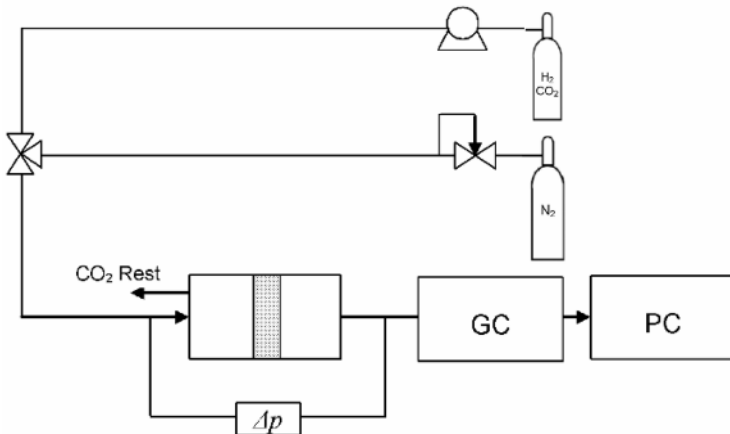 H₂
CO₂
N₂
CO₂ Rest
GC
PC
Δp